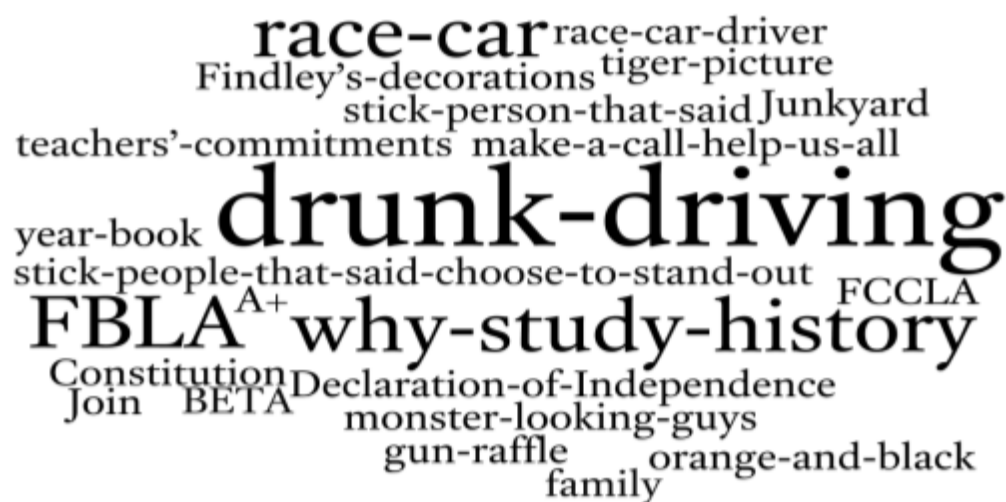 race-car race-car-driver
Findley’s-decorations tiger-picture
stick-person-that-said Junkyard
teachers’-commitments make-a-call-help-us-all
drunk-driving
year-book
stick-people-that-said-choose-to-stand-out
FCCLA
FBLA A+ why-study-history
Constitution Declaration-of-Independence
Join BETA
monster-looking-guys
gun-raffle orange-and-black
family